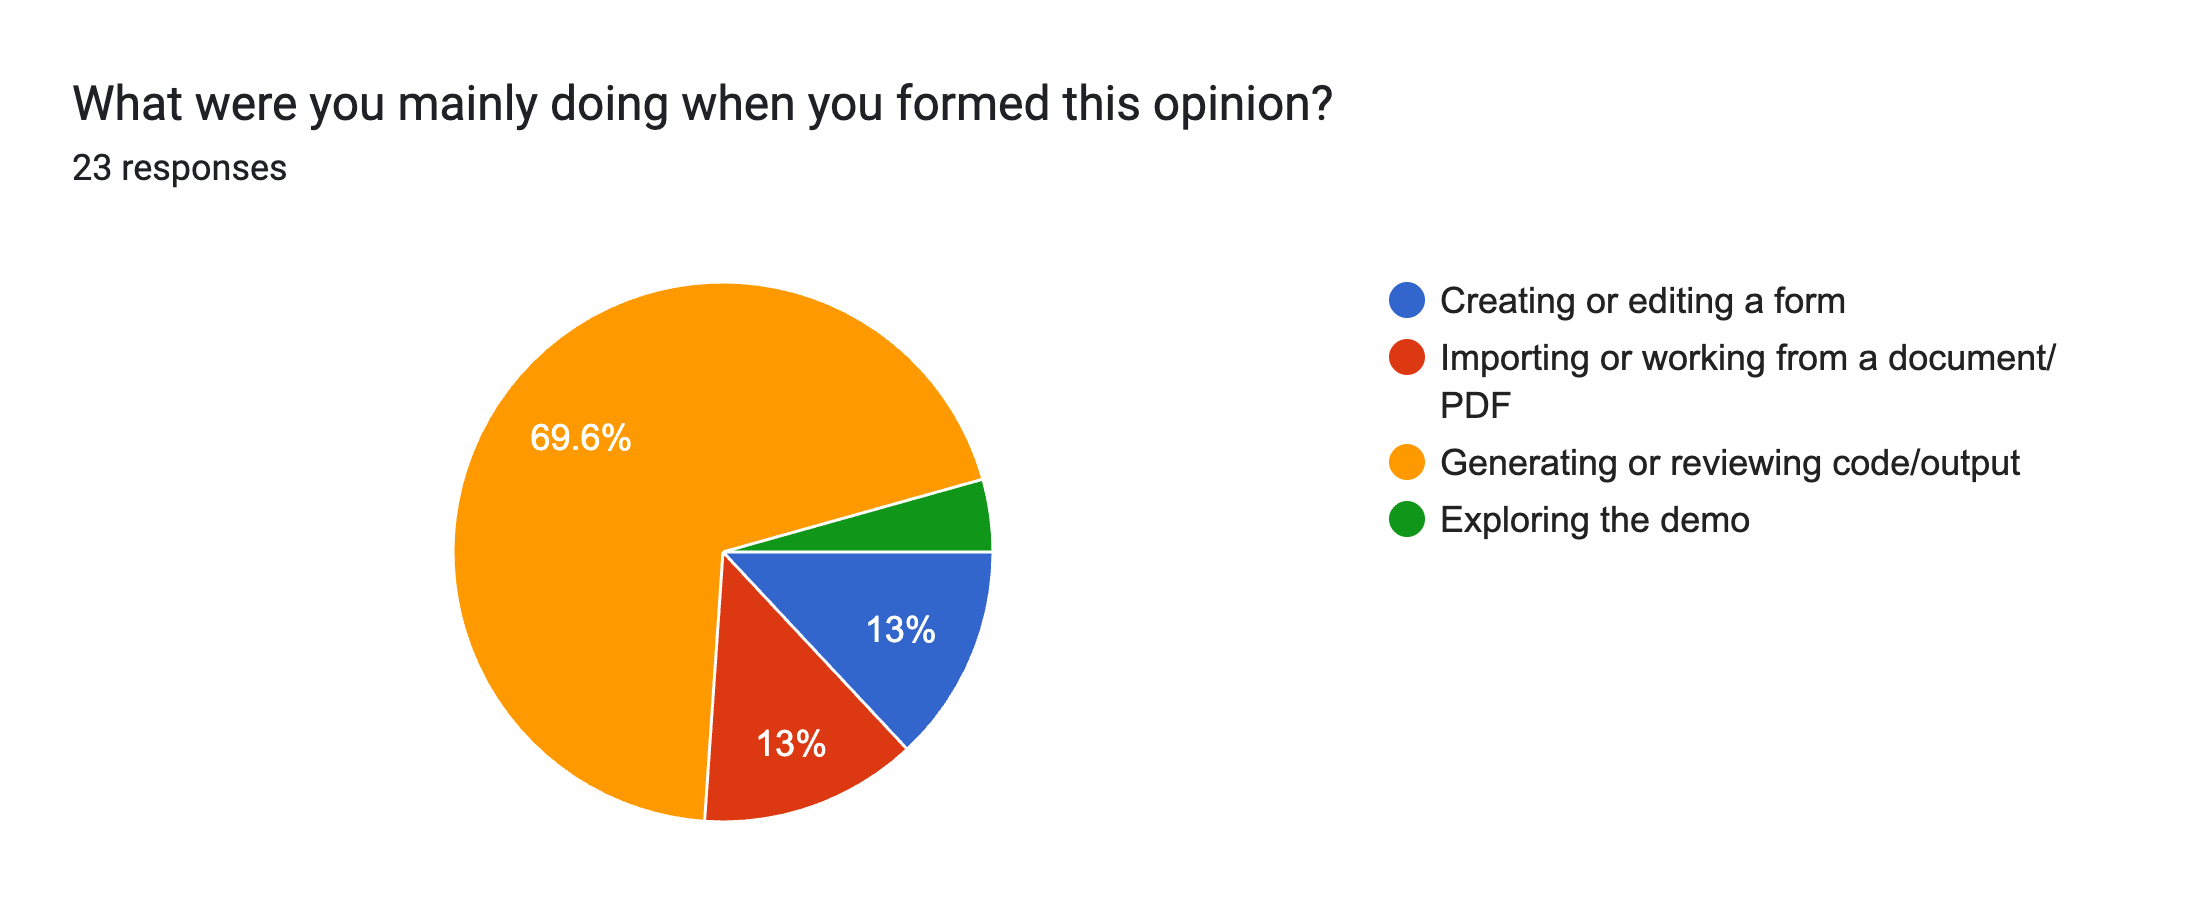 What were you mainly doing when you formed this opinion?
23 responses
69.6%
13%
13%
Creating or editing a form
Importing or working from a document/
PDF
Generating or reviewing code/output
Exploring the demo